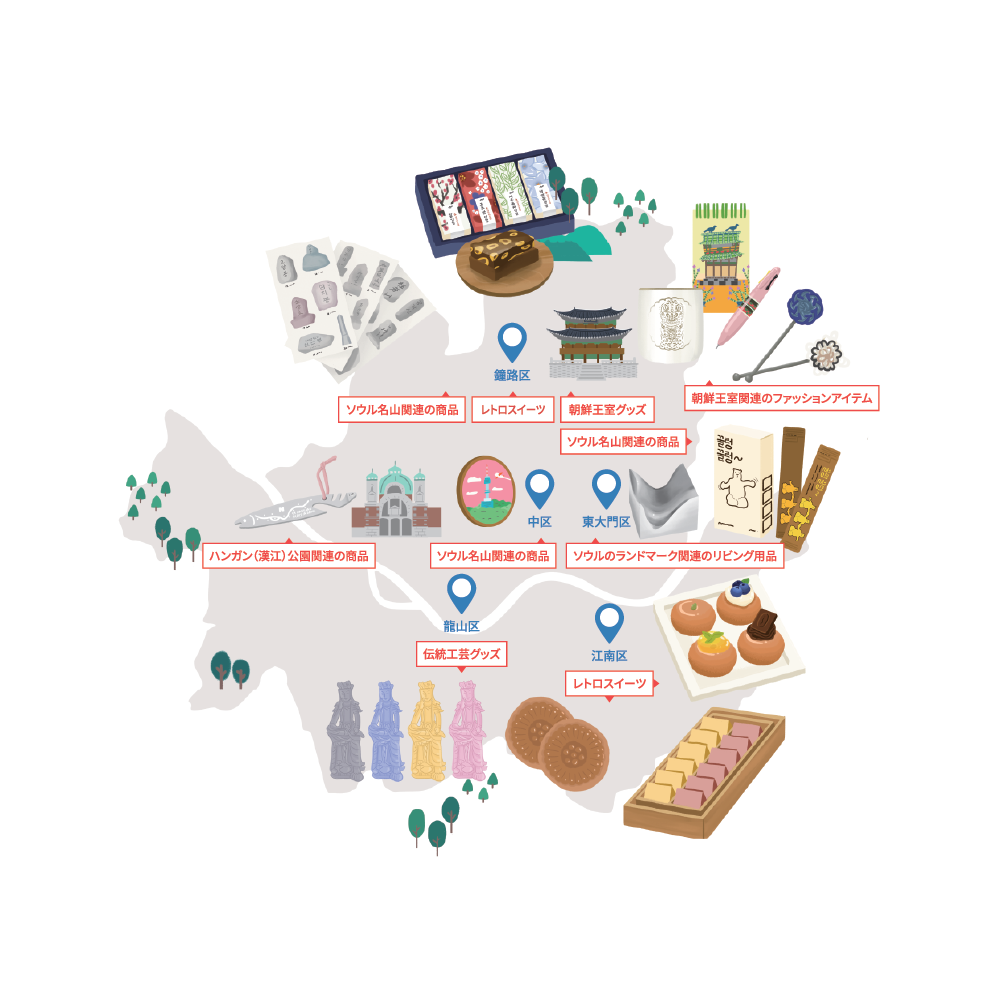 鐘路区
ソウル名山関連の商品
レトロスイーツ
朝鮮王室グッズ
朝鮮王室関連のファッションアイテム
ソウル名山関連の商品
中区
東大門区
ハンガン（漢江）公園関連の商品
ソウル名山関連の商品
ソウルのランドマーク関連のリビング用品
龍山区
江南区
伝統工芸グッズ
レトロスイーツ